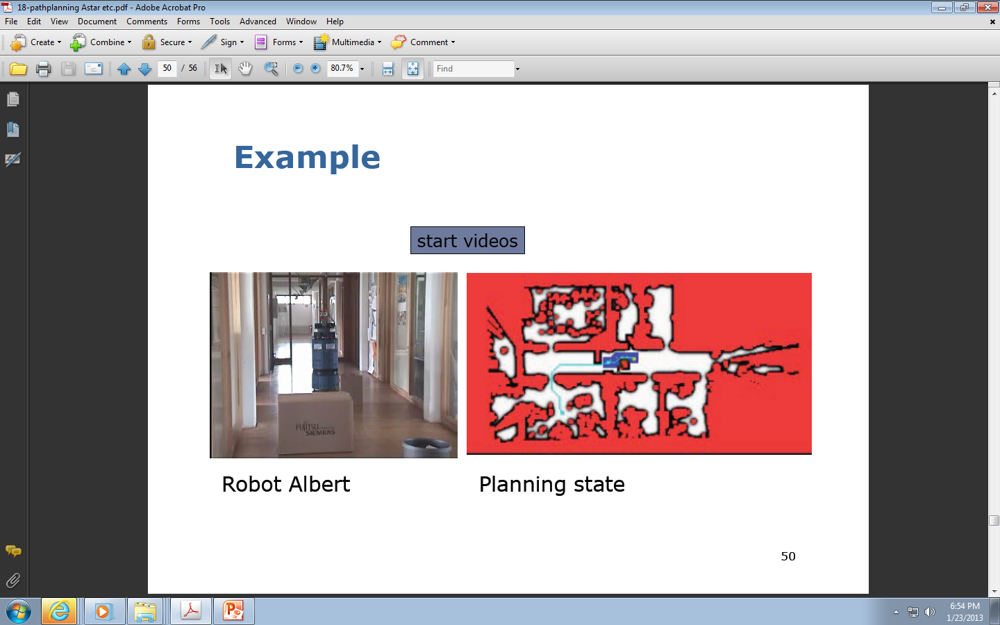 18-pathplanning Astar etc.pdf - Adobe Acrobat Pro
File Edit View Document Comments Forms Tools Advanced Window Help
Create Combine Secure Sign Forms Multimedia Comment
50 / 56 80.7% Find
Example
start videos
FUJITSU
SIEMENS
Robot Albert Planning state
50
6:54 PM
1/23/2013